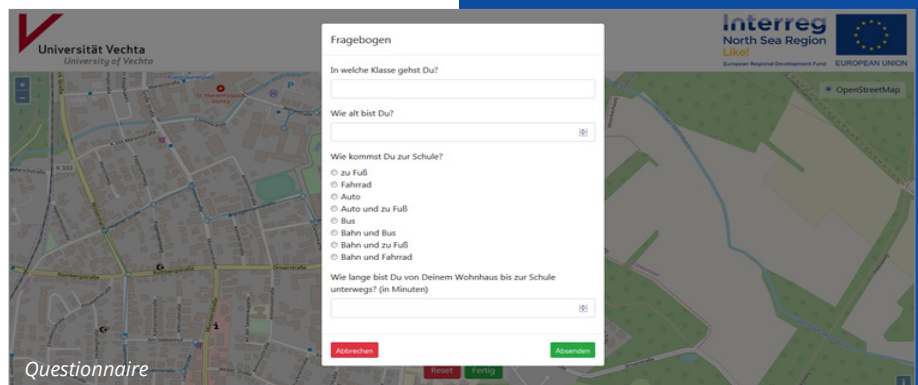 Universität Vechta
University of Vechta
Interreg
North Sea Region
Like!
European Regional Development Fund
EUROPEAN UNION
OpenStreetMap
Fragebogen
In welche Klasse gehst Du?
Wie alt bist Du?
Wie kommst Du zur Schule?
zu Fuß
Fahrrad
Auto
Auto und zu Fuß
Bus
Bahn und Bus
Bahn und zu Fuß
Bahn und Fahrrad
Wie lange bist Du von Deinem Wohnhaus bis zur Schule
unterwegs? (in Minuten)
Abbrechen
Absenden
Reset
Fertig
Questionnaire